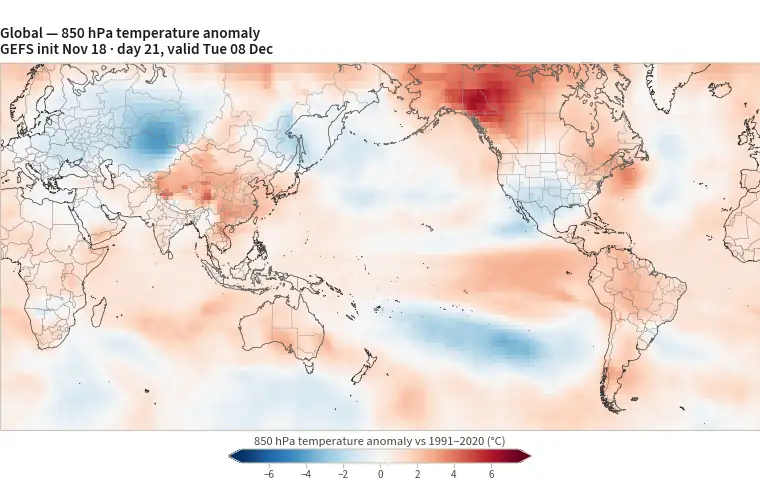 Global — 850 hPa temperature anomaly
GEFS init Nov 18 · day 21, valid Tue 08 Dec
850 hPa temperature anomaly vs 1991–2020 (°C)
−6 −4 −2 0 2 4 6